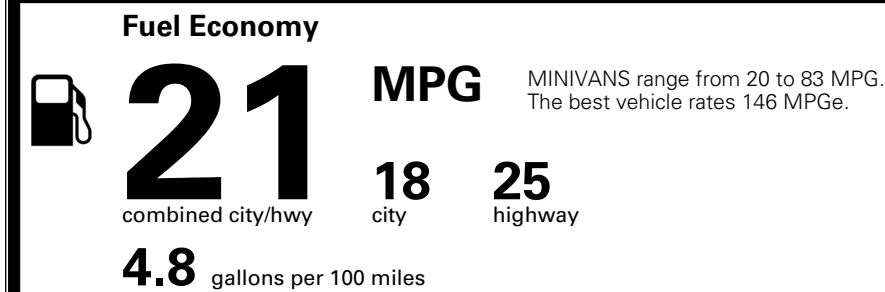 Fuel Economy
21 MPG
MINIVANS range from 20 to 83 MPG.
The best vehicle rates 146 MPGe.
18 25
combined city/hwy city highway
4.8 gallons per 100 miles